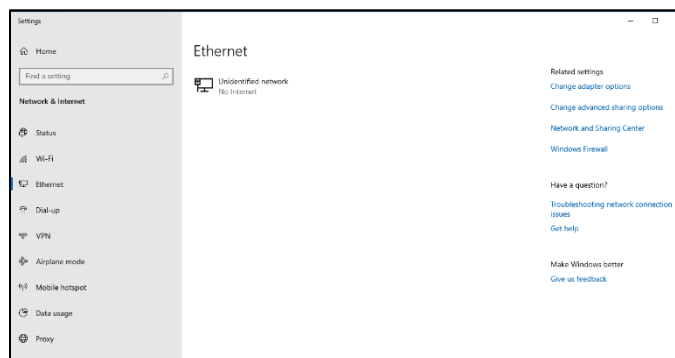 Settings
Home
Find a setting
Network & Internet
Status
Wi-Fi
Ethernet
Dial-up
VPN
Airplane mode
Mobile hotspot
Data usage
Proxy
Ethernet
Unidentified network
No Internet
Related settings
Change adapter options
Change advanced sharing options
Network and Sharing Center
Windows Firewall
Have a question?
Troubleshooting network connection
issues
Get help
Make Windows better
Give us feedback